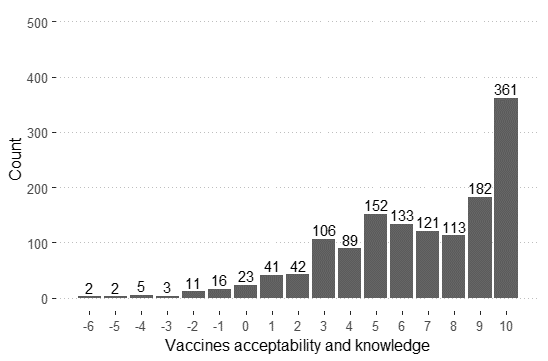 500
400
300
200
100
0
Count
2 2 5 3 11 16 23 41 42 106 89 152 133 121 113 182 361
-6 -5 -4 -3 -2 -1 0 1 2 3 4 5 6 7 8 9 10
Vaccines acceptability and knowledge